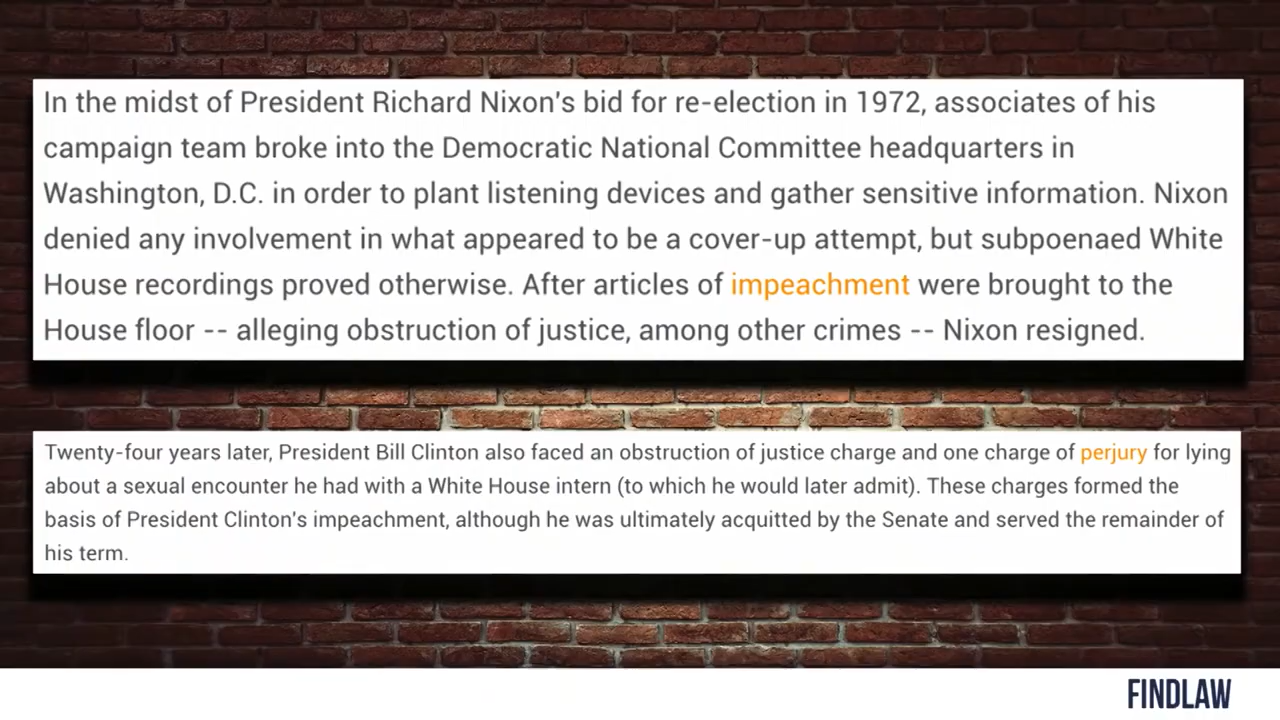 In the midst of President Richard Nixon's bid for re-election in 1972, associates of his
campaign team broke into the Democratic National Committee headquarters in
Washington, D.C. in order to plant listening devices and gather sensitive information. Nixon
denied any involvement in what appeared to be a cover-up attempt, but subpoenaed White
House recordings proved otherwise. After articles of impeachment were brought to the
House floor -- alleging obstruction of justice, among other crimes -- Nixon resigned.
Twenty-four years later, President Bill Clinton also faced an obstruction of justice charge and one charge of perjury for lying
about a sexual encounter he had with a White House intern (to which he would later admit). These charges formed the
basis of President Clinton's impeachment, although he was ultimately acquitted by the Senate and served the remainder of
his term.
FINDLAW